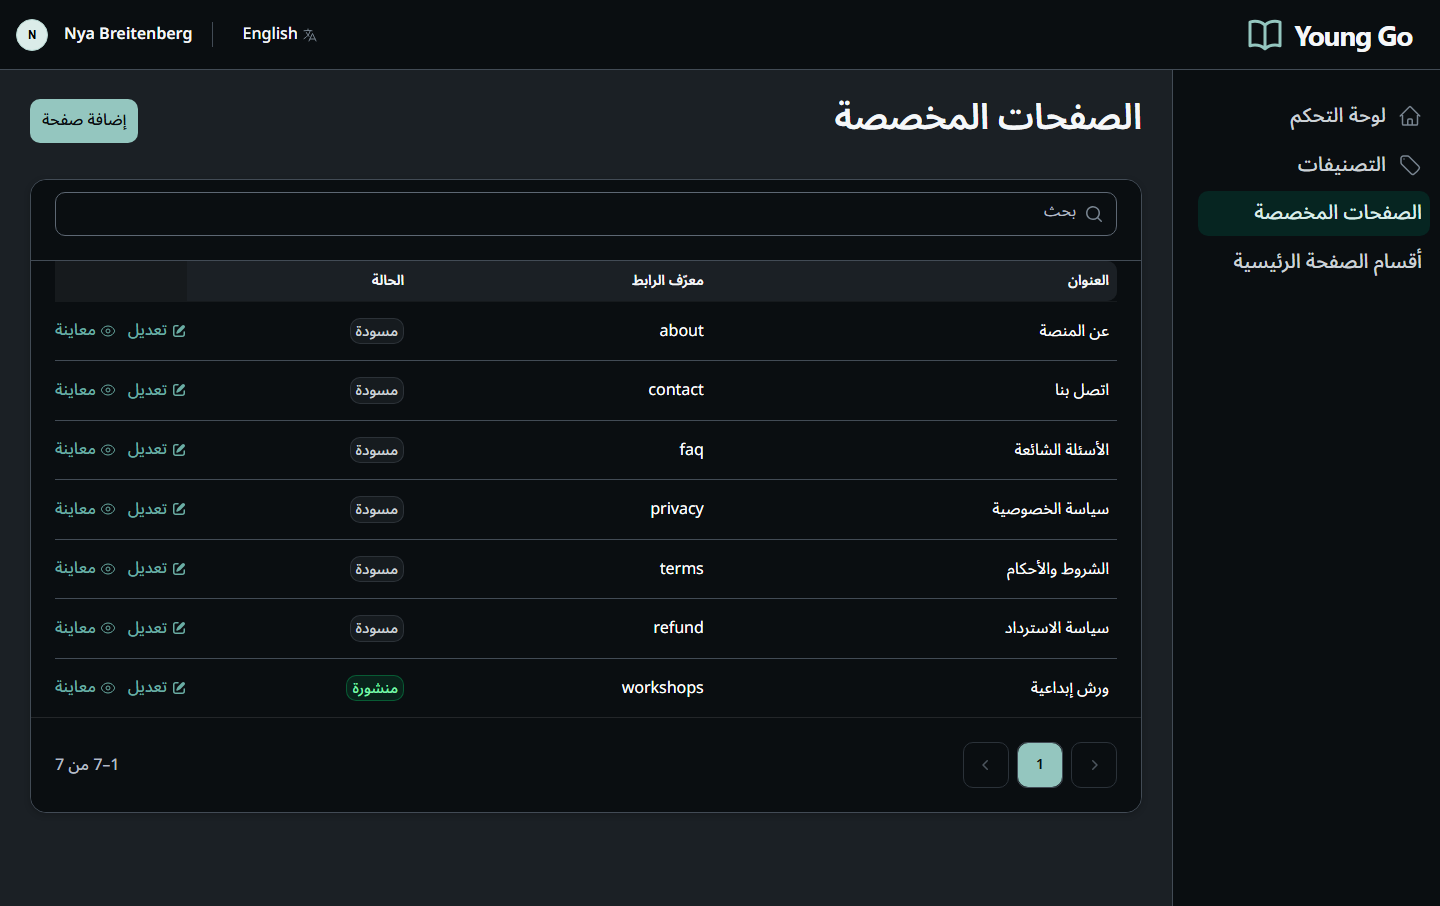 Young Go
English
Nya Breitenberg
N
لوحة التحكم
التصنيفات
الصفحات المخصصة
أقسام الصفحة الرئيسية
الصفحات المخصصة
إضافة صفحة
بحث
العنوان معرّف الرابط الحالة
عن المنصة about مسودة تعديل معاينة
اتصل بنا contact مسودة تعديل معاينة
الأسئلة الشائعة faq مسودة تعديل معاينة
سياسة الخصوصية privacy مسودة تعديل معاينة
الشروط والأحكام terms مسودة تعديل معاينة
سياسة الاسترداد refund مسودة تعديل معاينة
ورش إبداعية workshops منشورة تعديل معاينة
1
1–7 من 7